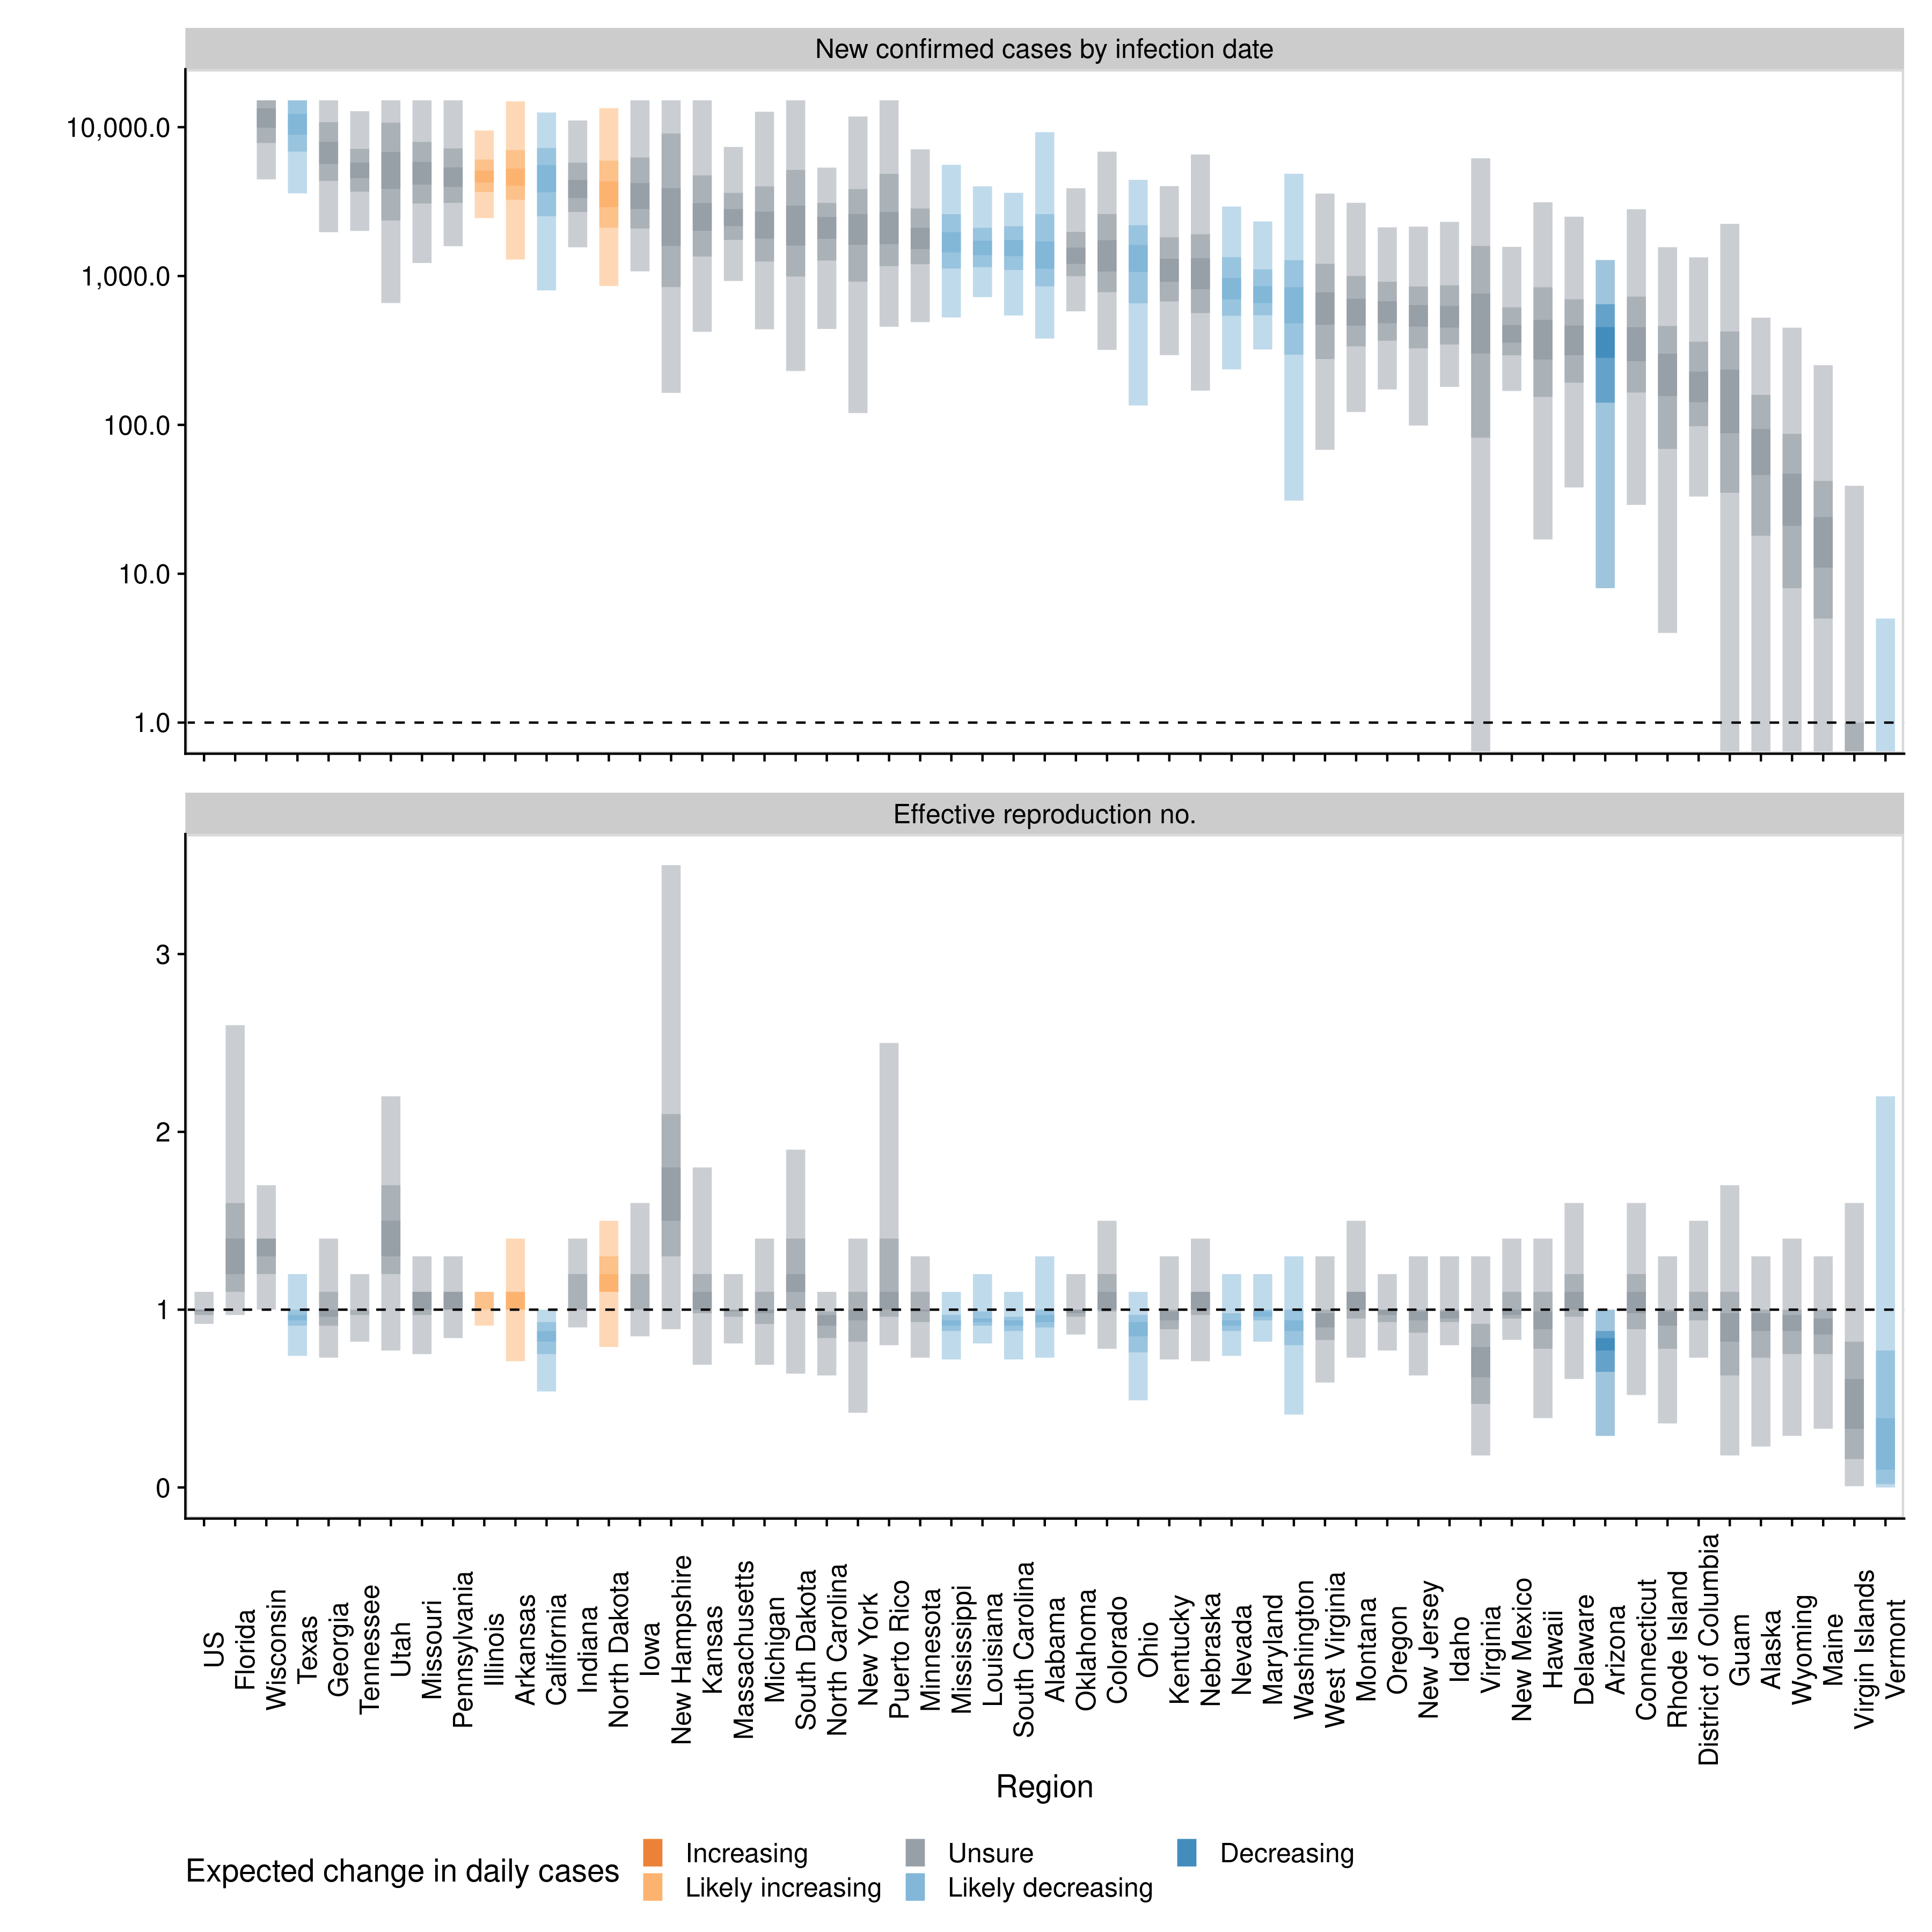 New confirmed cases by infection date
10,000.0
1,000.0
100.0
10.0
1.0
Effective reproduction no.
3
2
1
0
US
Florida
Wisconsin
Texas
Georgia
Tennessee
Utah
Missouri
Pennsylvania
Illinois
Arkansas
California
Indiana
North Dakota
Iowa
New Hampshire
Kansas
Massachusetts
Michigan
South Dakota
North Carolina
New York
Puerto Rico
Minnesota
Mississippi
Louisiana
South Carolina
Alabama
Oklahoma
Colorado
Ohio
Kentucky
Nebraska
Nevada
Maryland
Washington
West Virginia
Montana
Oregon
New Jersey
Idaho
Virginia
New Mexico
Hawaii
Delaware
Arizona
Connecticut
Rhode Island
District of Columbia
Guam
Alaska
Wyoming
Maine
Virgin Islands
Vermont
Region
Expected change in daily cases
Increasing
Likely increasing
Unsure
Likely decreasing
Decreasing